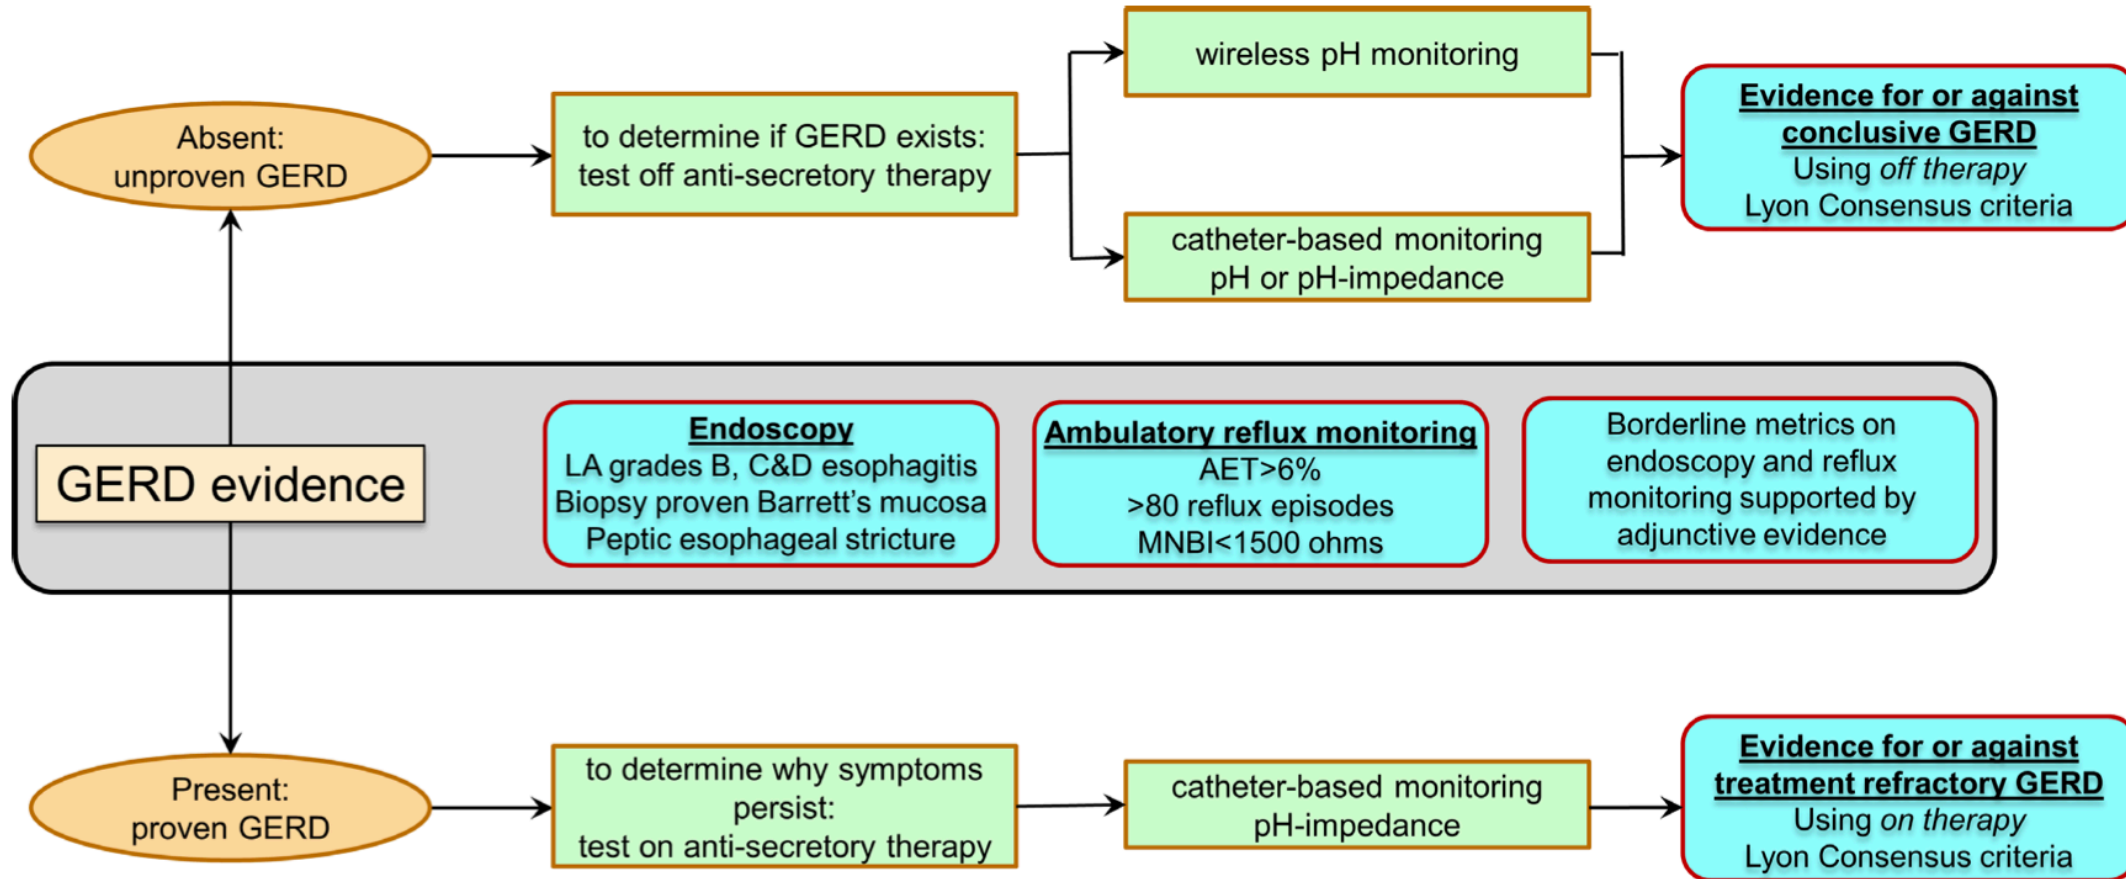 Absent:
unproven GERD
to determine if GERD exists:
test off anti-secretory therapy
wireless pH monitoring
catheter-based monitoring
pH or pH-impedance
Evidence for or against
conclusive GERD
Using off therapy
Lyon Consensus criteria
GERD evidence
Endoscopy
LA grades B, C&D esophagitis
Biopsy proven Barrett's mucosa
Peptic esophageal stricture
Ambulatory reflux monitoring
AET>6%
>80 reflux episodes
MNBI<1500 ohms
Borderline metrics on
endoscopy and reflux
monitoring supported by
adjunctive evidence
Present:
proven GERD
to determine why symptoms
persist:
test on anti-secretory therapy
catheter-based monitoring
pH-impedance
Evidence for or against
treatment refractory GERD
Using on therapy
Lyon Consensus criteria